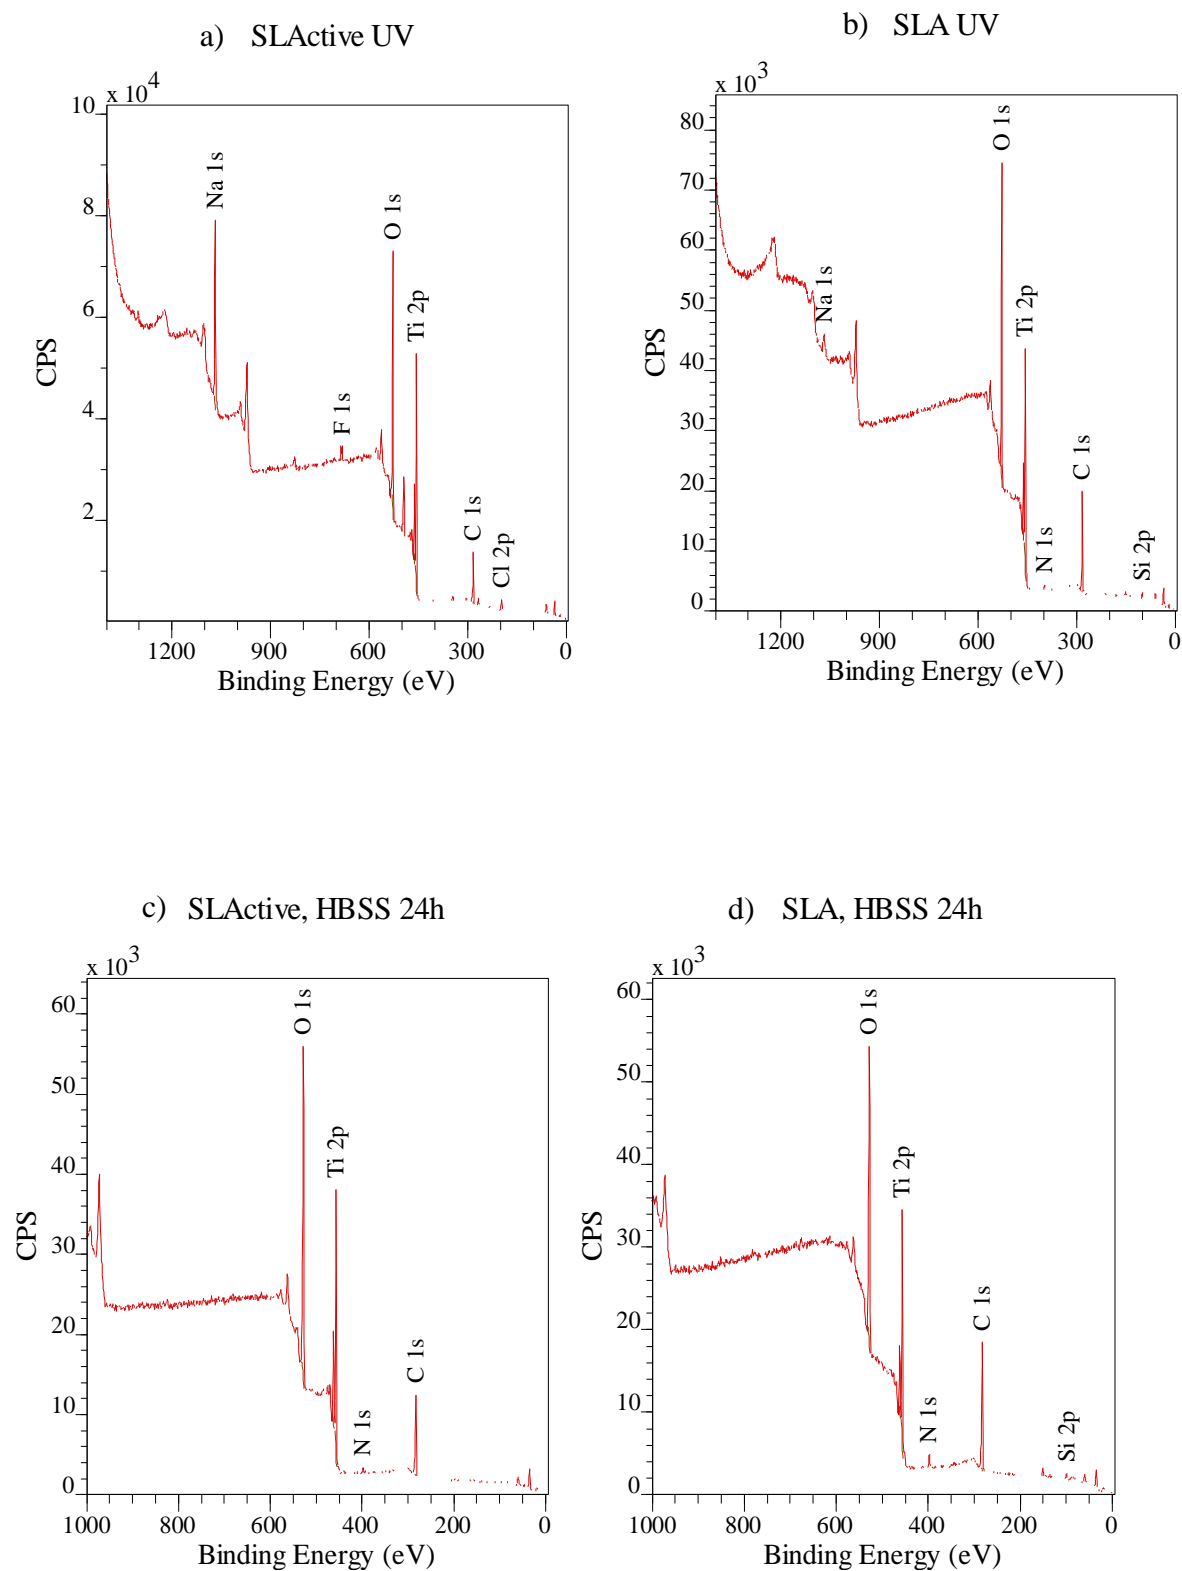 a) SLActive UV
x 10^4
10
8
6
4
2
CPS
Na 1s
O 1s
Ti 2p
F 1s
C 1s
Cl 2p
1200 900 600 300 0
Binding Energy (eV)
b) SLA UV
x 10^3
80
70
60
50
40
30
20
10
0
CPS
O 1s
Na 1s
Ti 2p
C 1s
N 1s
Si 2p
1200 900 600 300 0
Binding Energy (eV)
c) SLActive, HBSS 24h
x 10^3
60
50
40
30
20
10
0
CPS
O 1s
Ti 2p
N 1s
C 1s
1000 800 600 400 200 0
Binding Energy (eV)
d) SLA, HBSS 24h
x 10^3
60
50
40
30
20
10
0
CPS
O 1s
Ti 2p
N 1s
C 1s
Si 2p
1000 800 600 400 200 0
Binding Energy (eV)